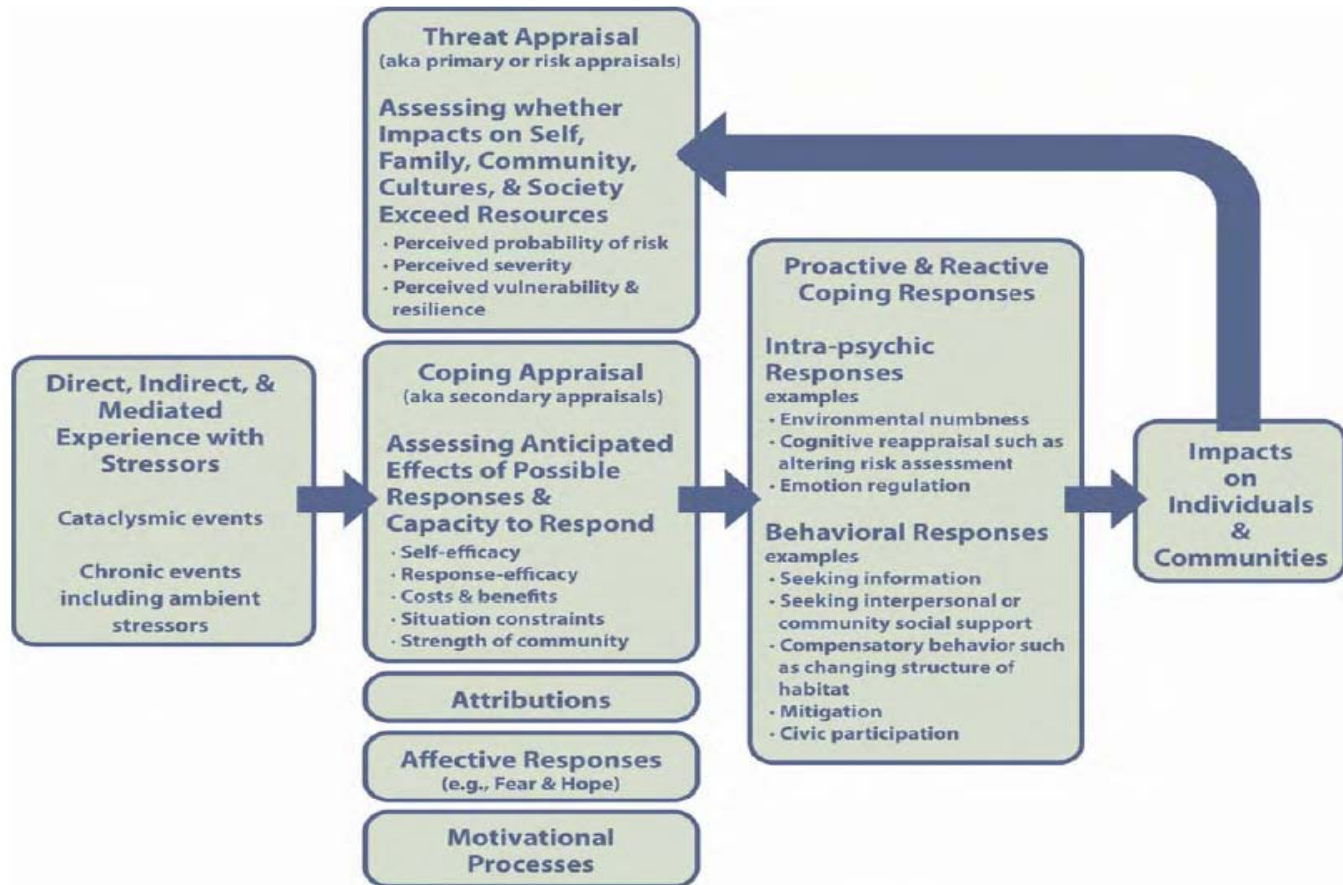 Threat Appraisal
(aka primary or risk appraisals)
Assessing whether
Impacts on Self,
Family, Community,
Cultures, & Society
Exceed Resources
· Perceived probability of risk
· Perceived severity
· Perceived vulnerability &
resilience
Direct, Indirect, &
Mediated
Experience with
Stressors
Cataclysmic events
Chronic events
including ambient
stressors
Coping Appraisal
(aka secondary appraisals)
Assessing Anticipated
Effects of Possible
Responses &
Capacity to Respond
· Self-efficacy
· Response-efficacy
· Costs & benefits
· Situation constraints
· Strength of community
Attributions
Affective Responses
(e.g., Fear & Hope)
Motivational
Processes
Proactive & Reactive
Coping Responses
Intra-psychic
Responses
examples
· Environmental numbness
· Cognitive reappraisal such as
altering risk assessment
· Emotion regulation
Behavioral Responses
examples
· Seeking information
· Seeking interpersonal or
community social support
· Compensatory behavior such
as changing structure of
habitat
· Mitigation
· Civic participation
Impacts
on
Individuals
&
Communities